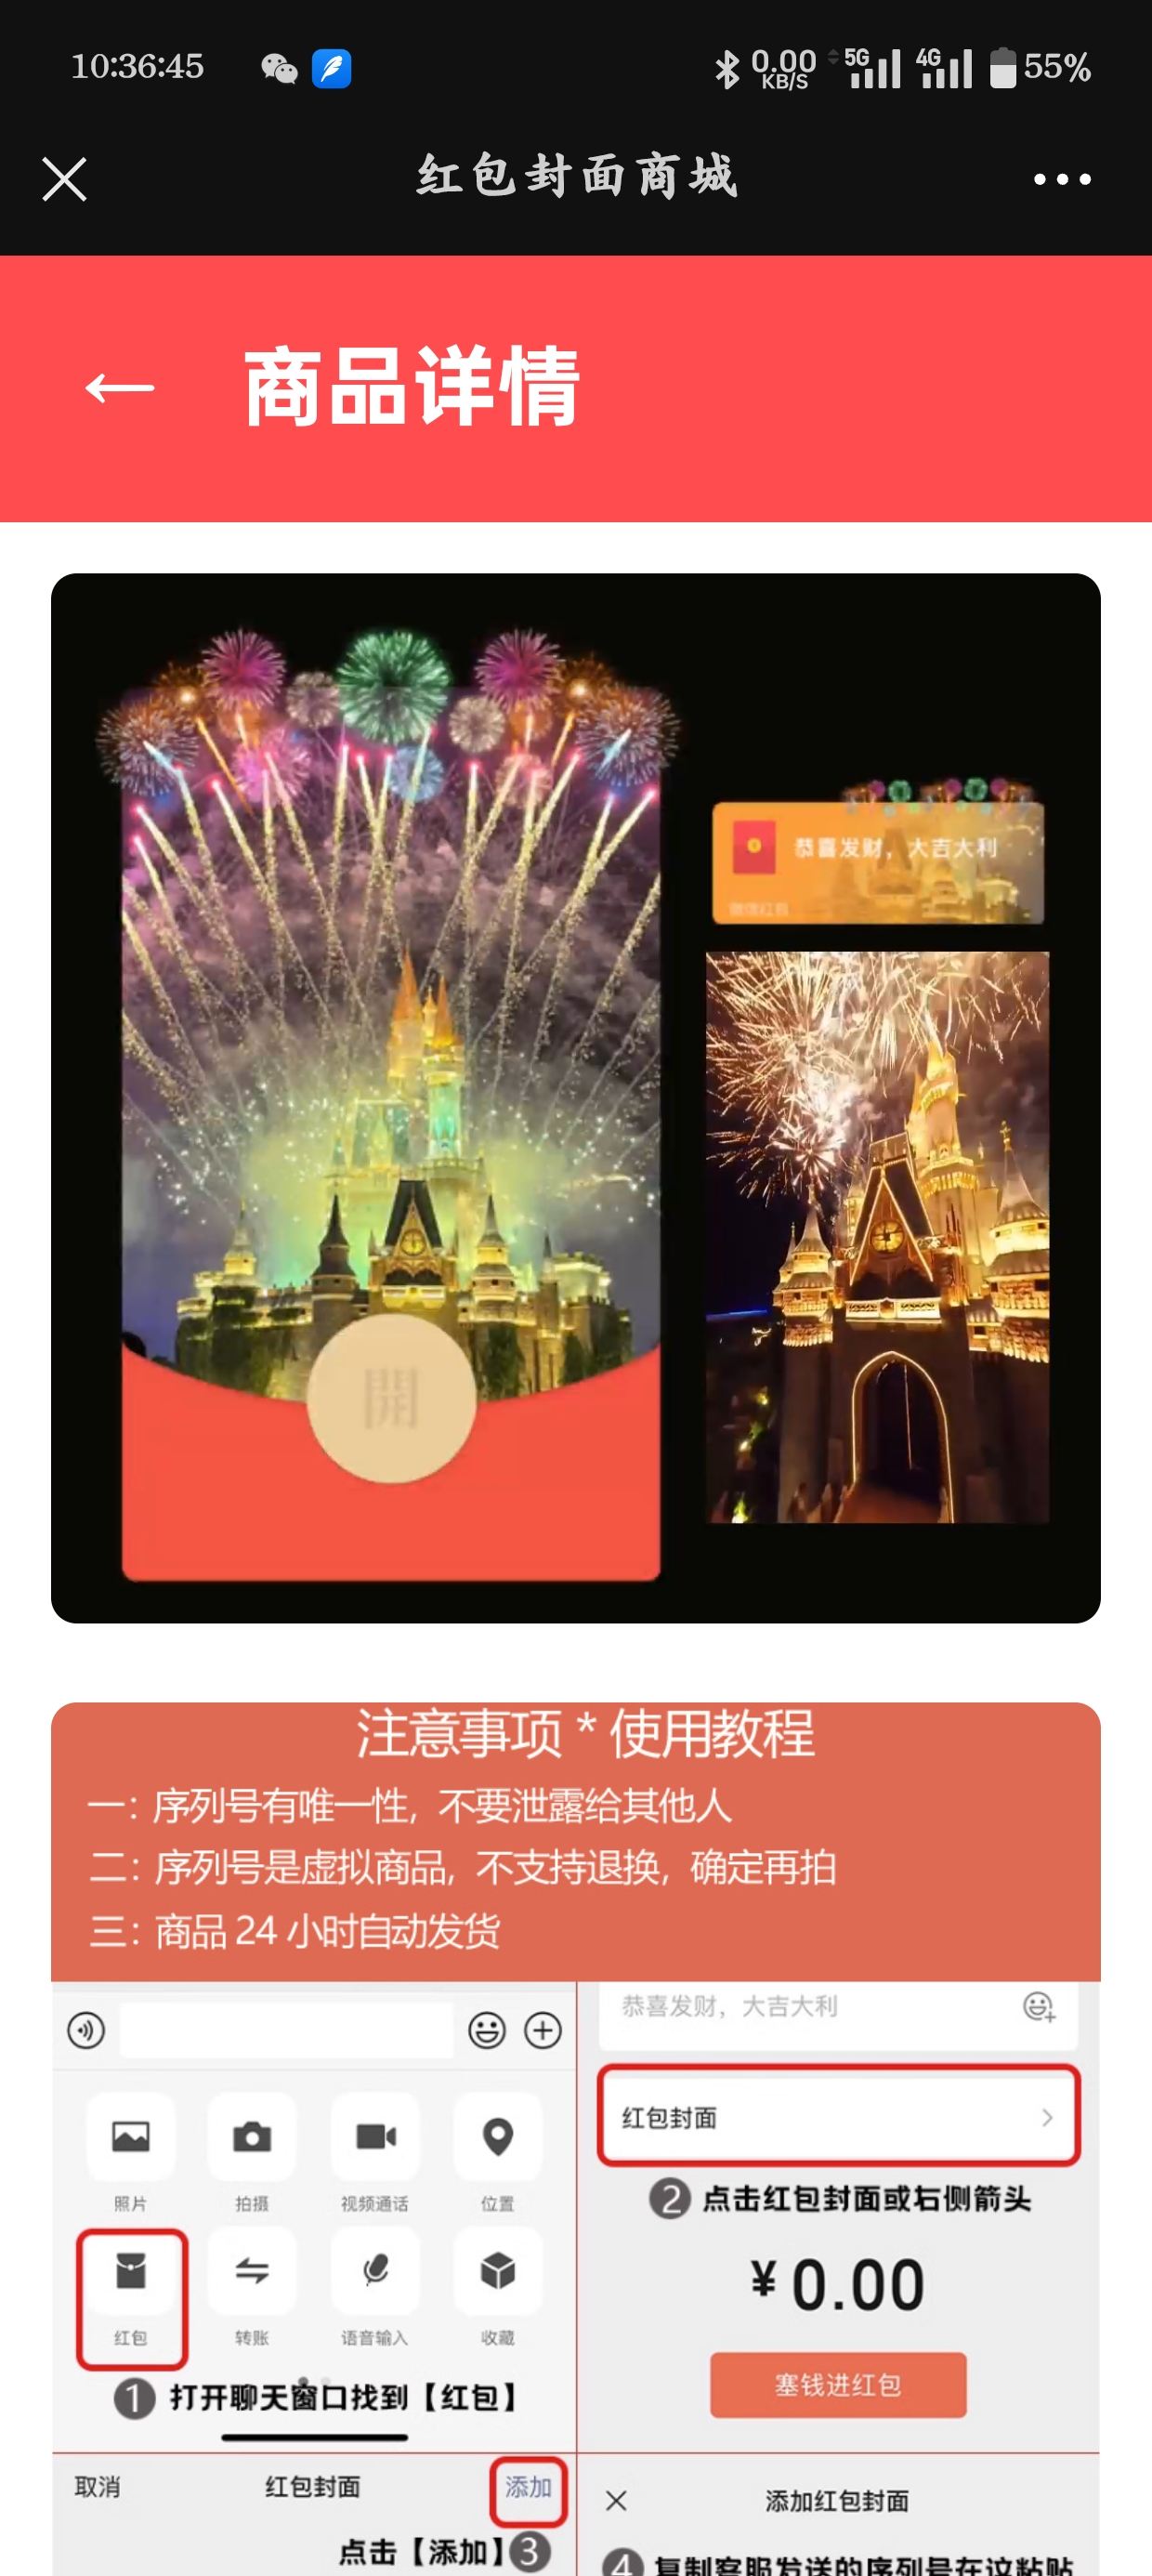 10:36:45
0.00 KB/S 5G 4G 55%
红包封面商城
商品详情
恭喜发财，大吉大利
微信红包
開
注意事项 * 使用教程
一：序列号有唯一性，不要泄露给其他人
二：序列号是虚拟商品，不支持退换，确定再拍
三：商品 24 小时自动发货
照片 拍摄 视频通话 位置
红包 转账 语音输入 收藏
1 打开聊天窗口找到【红包】
恭喜发财，大吉大利
红包封面
2 点击红包封面或右侧箭头
¥ 0.00
塞钱进红包
取消 红包封面 添加
点击【添加】3
添加红包封面
4 复制客服发送的序列号在这粘贴